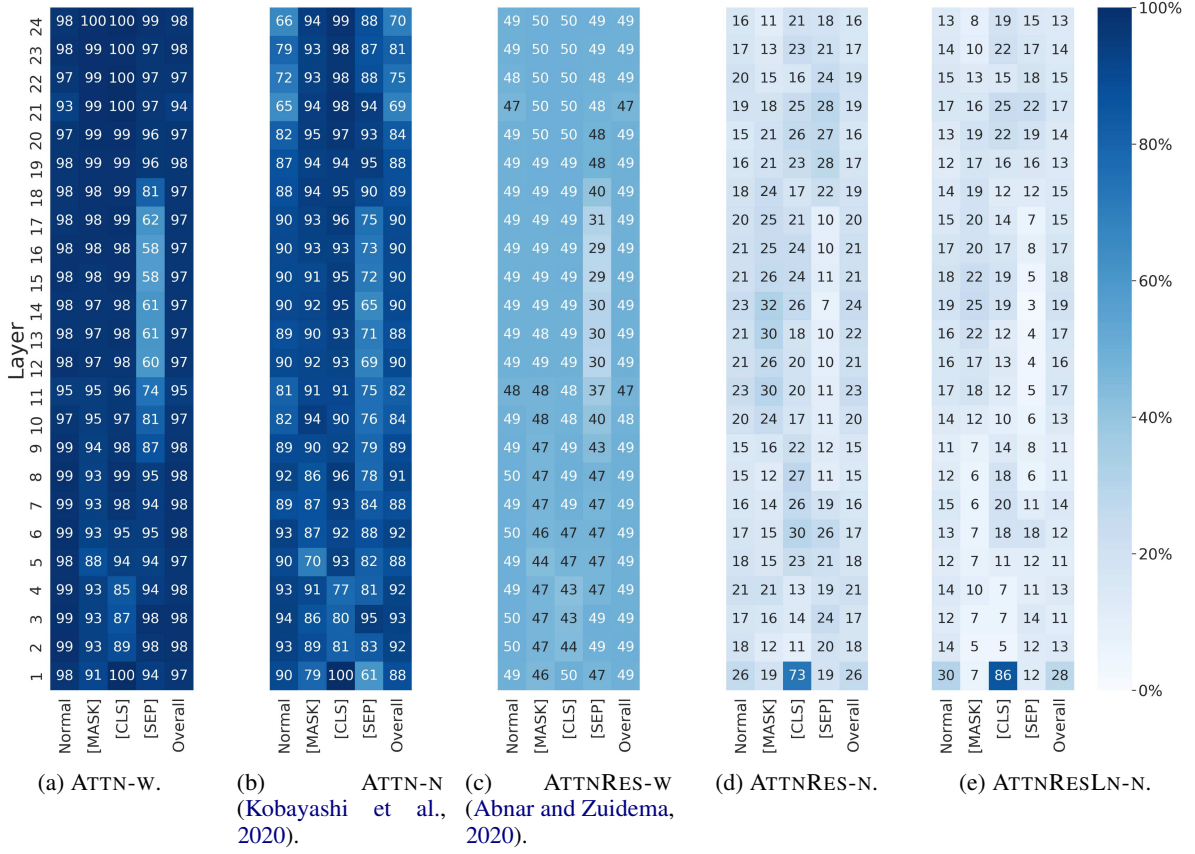 24 98 100 100 99 98 66 94 99 88 70 49 50 50 49 49 16 11 21 18 16 13 8 19 15 13 100%
23 98 99 100 97 98 79 93 98 87 81 49 50 50 49 49 17 13 23 21 17 14 10 22 17 14
22 97 99 100 97 97 72 93 98 88 75 48 50 50 48 49 20 15 16 24 19 15 13 15 18 15
21 93 99 100 97 94 65 94 98 94 69 47 50 50 48 47 19 18 25 28 19 17 16 25 22 17
20 97 99 99 96 97 82 95 97 93 84 49 50 50 48 49 15 21 26 27 16 13 19 22 19 14 80%
19 98 99 99 96 98 87 94 94 95 88 49 49 49 48 49 16 21 23 28 17 12 17 16 16 13
18 98 98 99 81 97 88 94 95 90 89 49 49 49 40 49 18 24 17 22 19 14 19 12 12 15
17 98 98 99 62 97 90 93 96 75 90 49 49 49 31 49 20 25 21 10 20 15 20 14 7 15
16 98 98 98 58 97 90 93 93 73 90 49 49 49 29 49 21 25 24 10 21 17 20 17 8 17
15 98 98 99 58 97 90 91 95 72 90 49 49 49 29 49 21 26 24 11 21 18 22 19 5 18 60%
14 98 97 98 61 97 90 92 95 65 90 49 49 49 30 49 23 32 26 7 24 19 25 19 3 19
13 98 97 98 61 97 89 90 93 71 88 49 48 49 30 49 21 30 18 10 22 16 22 12 4 17
Layer
12 98 97 98 60 97 90 92 93 69 90 49 49 49 30 49 21 26 20 10 21 16 17 13 4 16
11 95 95 96 74 95 81 91 91 75 82 48 48 48 37 47 23 30 20 11 23 17 18 12 5 17
10 97 95 97 81 97 82 94 90 76 84 49 48 48 40 48 20 24 17 11 20 14 12 10 6 13 40%
9 99 94 98 87 98 89 90 92 79 89 49 47 49 43 49 15 16 22 12 15 11 7 14 8 11
8 99 93 99 95 98 92 86 96 78 91 50 47 49 47 49 15 12 27 11 15 12 6 18 6 11
7 99 93 98 94 98 89 87 93 84 88 49 47 49 47 49 16 14 25 16 16 15 6 20 11 14
6 99 93 95 95 98 93 87 92 88 92 50 46 47 47 49 17 15 30 26 17 13 7 18 18 12
5 98 88 94 94 97 90 70 93 82 88 49 44 47 47 49 18 15 23 21 18 12 7 11 12 11 20%
4 99 93 85 94 98 93 91 77 81 92 49 47 43 47 49 21 21 13 19 21 14 10 7 11 13
3 99 93 87 98 98 94 86 80 95 93 50 47 43 49 49 17 16 14 24 17 12 7 7 14 11
2 99 93 89 98 98 92 89 81 83 92 50 47 44 49 49 18 12 11 20 18 14 5 5 12 13
1 98 91 100 94 97 90 79 100 61 88 49 46 50 47 49 26 19 73 19 26 30 7 86 12 28 0%
Normal [MASK] [CLS] [SEP] Overall Normal [MASK] [CLS] [SEP] Overall Normal [MASK] [CLS] [SEP] Overall Normal [MASK] [CLS] [SEP] Overall Normal [MASK] [CLS] [SEP] Overall
(a) ATTN-W.
(b) ATTN-N
(Kobayashi et al.,
2020).
(c) ATTNRES-W
(Abnar and Zuidema,
2020).
(d) ATTNRES-N.
(e) ATTNRESLN-N.